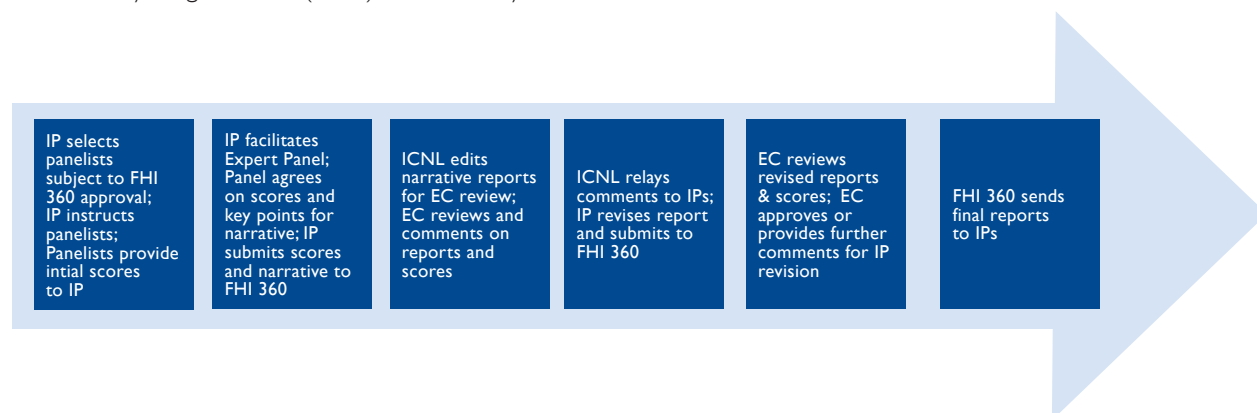 IP selects
panelists
subject to FHI
360 approval;
IP instructs
panelists;
Panelists provide
intial scores
to IP
IP facilitates
Expert Panel;
Panel agrees
on scores and
key points for
narrative; IP
submits scores
and narrative to
FHI 360
ICNL edits
narrative reports
for EC review;
EC reviews and
comments on
reports and
scores
ICNL relays
comments to IPs;
IP revises report
and submits to
FHI 360
EC reviews
revised reports
& scores; EC
approves or
provides further
comments for IP
revision
FHI 360 sends
final reports
to IPs